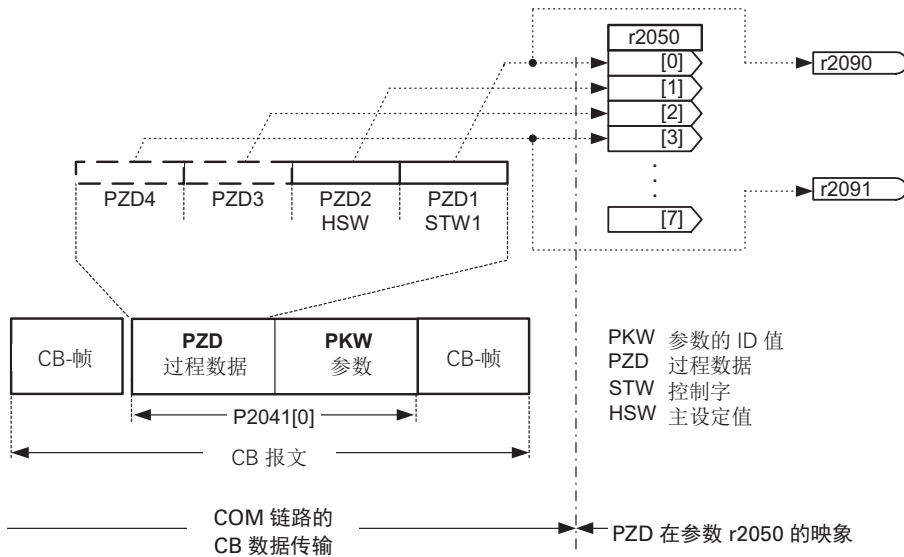 r2050
[0]
r2090
[1]
[2]
[3]
PZD4
PZD3
PZD2
HSW
PZD1
STW1
r2091
[7]
CB-帧
PZD
过程数据
PKW
参数
CB-帧
P2041[0]
CB 报文
PKW 参数的 ID 值
PZD 过程数据
STW 控制字
HSW 主设定值
COM 链路的
CB 数据传输
PZD 在参数 r2050 的映象